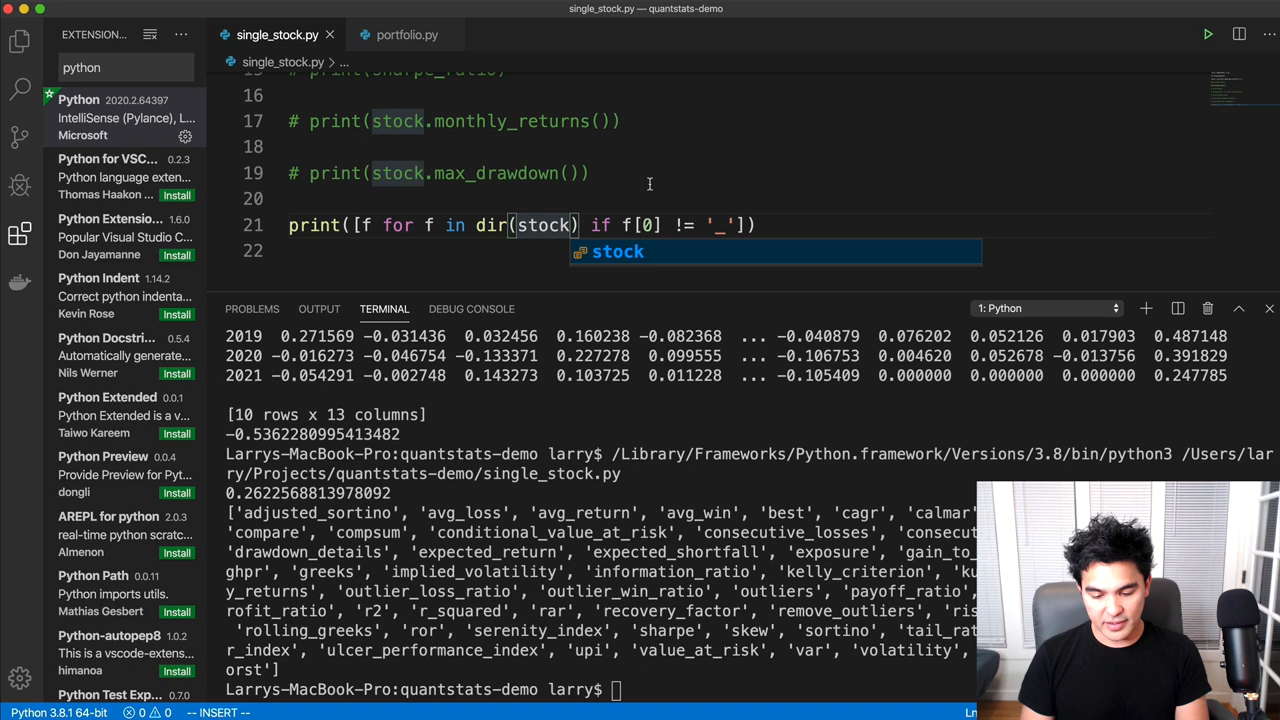 single_stock.py — quantstats-demo
EXTENSION...
single_stock.py
portfolio.py
single_stock.py > ...
python
Python 2020.2.64397
IntelliSense (Pylance), L...
Microsoft
Python for VSC... 0.2.3
Python language exten...
Thomas Haakon ... Install
Python Extensio... 1.6.0
Popular Visual Studio C...
Don Jayamanne Install
Python Indent 1.14.2
Correct python indenta...
Kevin Rose Install
Python Docstri... 0.5.4
Automatically generate...
Nils Werner Install
Python Extended 0.0.1
Python Extended is a v...
Taiwo Kareem Install
Python Preview 0.0.4
Provide Preview for Pyt...
dongli Install
AREPL for python 2.0.3
real-time python scratc...
Almenon Install
Python Path 0.0.11
Python imports utils.
Mathias Gesbert Install
Python-autopep8 1.0.2
This is a vscode-exten...
himanoa Install
Python Test Exp... 0.7.0
16
17 # print(stock.monthly_returns())
18
19 # print(stock.max_drawdown())
20
21 print([f for f in dir(stock) if f[0] != '_'])
stock
22
PROBLEMS OUTPUT TERMINAL DEBUG CONSOLE 1: Python
2019 0.271569 -0.031436 0.032456 0.160238 -0.082368 ... -0.040879 0.076202 0.052126 0.017903 0.487148
2020 -0.016273 -0.046754 -0.133371 0.227278 0.099555 ... -0.106753 0.004620 0.052678 -0.013756 0.391829
2021 -0.054291 -0.002748 0.143273 0.103725 0.011228 ... -0.105409 0.000000 0.000000 0.000000 0.247785
[10 rows x 13 columns]
-0.5362280995413482
Larrys-MacBook-Pro:quantstats-demo larry$ /Library/Frameworks/Python.framework/Versions/3.8/bin/python3 /Users/lar
ry/Projects/quantstats-demo/single_stock.py
0.2622568813978092
['adjusted_sortino', 'avg_loss', 'avg_return', 'avg_win', 'best', 'cagr', 'calmar'
'compare', 'compsum', 'conditional_value_at_risk', 'consecutive_losses', 'consecut
'drawdown_details', 'expected_return', 'expected_shortfall', 'exposure', 'gain_to
ghpr', 'greeks', 'implied_volatility', 'information_ratio', 'kelly_criterion', 'ku
y_returns', 'outlier_loss_ratio', 'outlier_win_ratio', 'outliers', 'payoff_ratio',
rofit_ratio', 'r2', 'r_squared', 'rar', 'recovery_factor', 'remove_outliers', 'ris
'rolling_greeks', 'ror', 'serenity_index', 'sharpe', 'skew', 'sortino', 'tail_rat
r_index', 'ulcer_performance_index', 'upi', 'value_at_risk', 'var', 'volatility',
orst']
Larrys-MacBook-Pro:quantstats-demo larry$
Python 3.8.1 64-bit 0 0 -- INSERT -- Ln